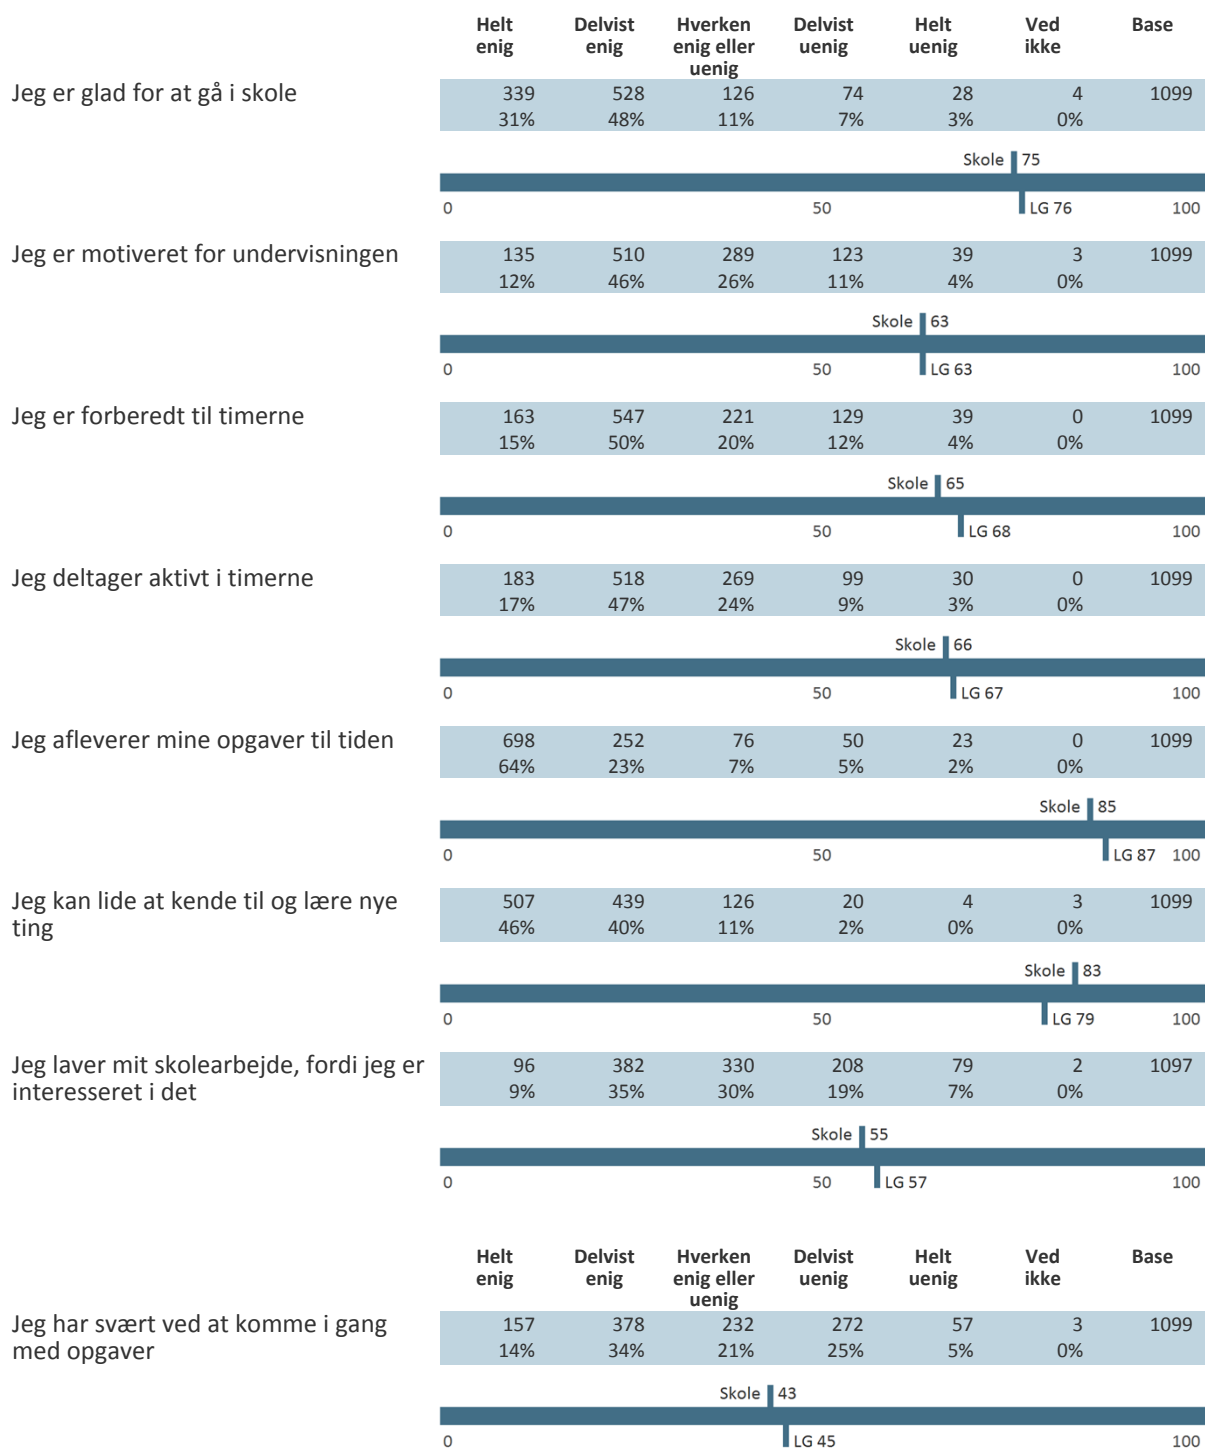 Helt Delvist Hverken Delvist Helt Ved Base
enig enig enig eller uenig uenig ikke
uenig
Jeg er glad for at gå i skole 339 528 126 74 28 4 1099
31% 48% 11% 7% 3% 0%
Skole 75
0 50 LG 76 100
Jeg er motiveret for undervisningen 135 510 289 123 39 3 1099
12% 46% 26% 11% 4% 0%
Skole 63
0 50 LG 63 100
Jeg er forberedt til timerne 163 547 221 129 39 0 1099
15% 50% 20% 12% 4% 0%
Skole 65
0 50 LG 68 100
Jeg deltager aktivt i timerne 183 518 269 99 30 0 1099
17% 47% 24% 9% 3% 0%
Skole 66
0 50 LG 67 100
Jeg afleverer mine opgaver til tiden 698 252 76 50 23 0 1099
64% 23% 7% 5% 2% 0%
Skole 85
0 50 LG 87 100
Jeg kan lide at kende til og lære nye 507 439 126 20 4 3 1099
ting 46% 40% 11% 2% 0% 0%
Skole 83
0 50 LG 79 100
Jeg laver mit skolearbejde, fordi jeg er 96 382 330 208 79 2 1097
interesseret i det 9% 35% 30% 19% 7% 0%
Skole 55
0 50 LG 57 100
Helt Delvist Hverken Delvist Helt Ved Base
enig enig enig eller uenig uenig ikke
uenig
Jeg har svært ved at komme i gang 157 378 232 272 57 3 1099
med opgaver 14% 34% 21% 25% 5% 0%
Skole 43
0 LG 45 100